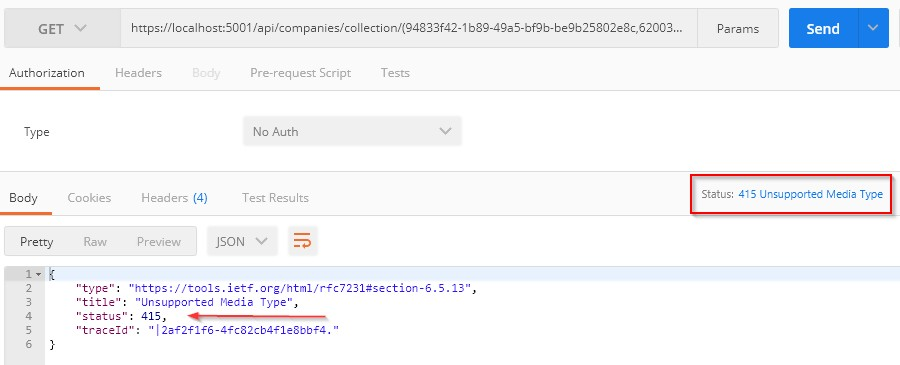 GET https://localhost:5001/api/companies/collection/(94833f42-1b89-49a5-bf9b-be9b25802e8c,62003... Params Send
Authorization Headers Body Pre-request Script Tests
Type No Auth
Body Cookies Headers (4) Test Results Status: 415 Unsupported Media Type
Pretty Raw Preview JSON
1 {
2 "type": "https://tools.ietf.org/html/rfc7231#section-6.5.13",
3 "title": "Unsupported Media Type",
4 "status": 415,
5 "traceId": "|2af2f1f6-4fc82cb4f1e8bbf4."
6 }